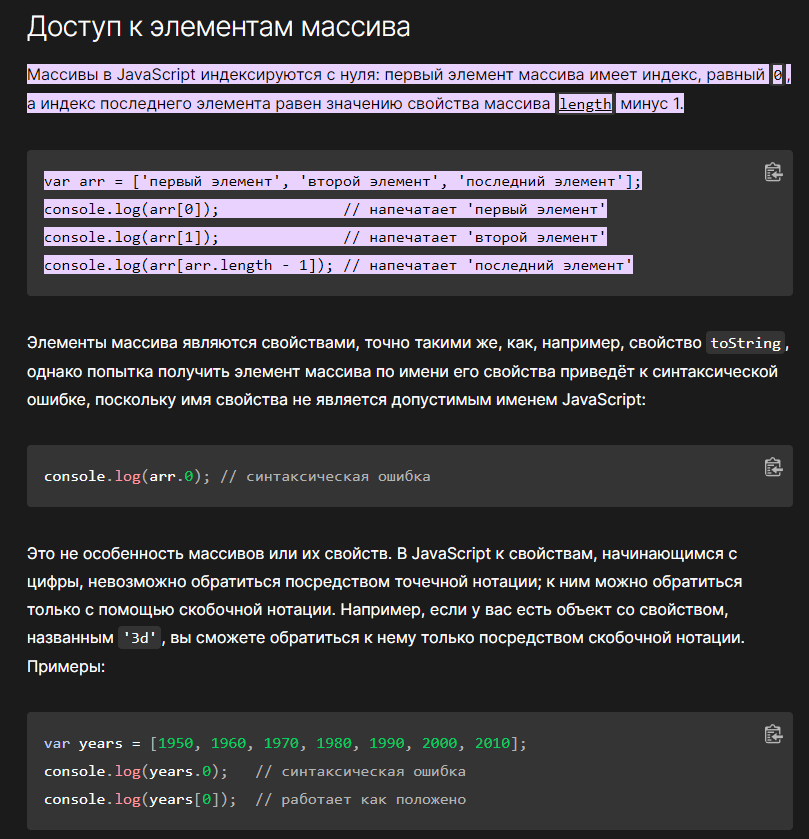 Доступ к элементам массива
Массивы в JavaScript индексируются с нуля: первый элемент массива имеет индекс, равный 0,
а индекс последнего элемента равен значению свойства массива length минус 1.
var arr = ['первый элемент', 'второй элемент', 'последний элемент'];
console.log(arr[0]);              // напечатает 'первый элемент'
console.log(arr[1]);              // напечатает 'второй элемент'
console.log(arr[arr.length - 1]); // напечатает 'последний элемент'
Элементы массива являются свойствами, точно такими же, как, например, свойство toString,
однако попытка получить элемент массива по имени его свойства приведёт к синтаксической
ошибке, поскольку имя свойства не является допустимым именем JavaScript:
console.log(arr.0); // синтаксическая ошибка
Это не особенность массивов или их свойств. В JavaScript к свойствам, начинающимся с
цифры, невозможно обратиться посредством точечной нотации; к ним можно обратиться
только с помощью скобочной нотации. Например, если у вас есть объект со свойством,
названным '3d', вы сможете обратиться к нему только посредством скобочной нотации.
Примеры:
var years = [1950, 1960, 1970, 1980, 1990, 2000, 2010];
console.log(years.0);   // синтаксическая ошибка
console.log(years[0]);  // работает как положено